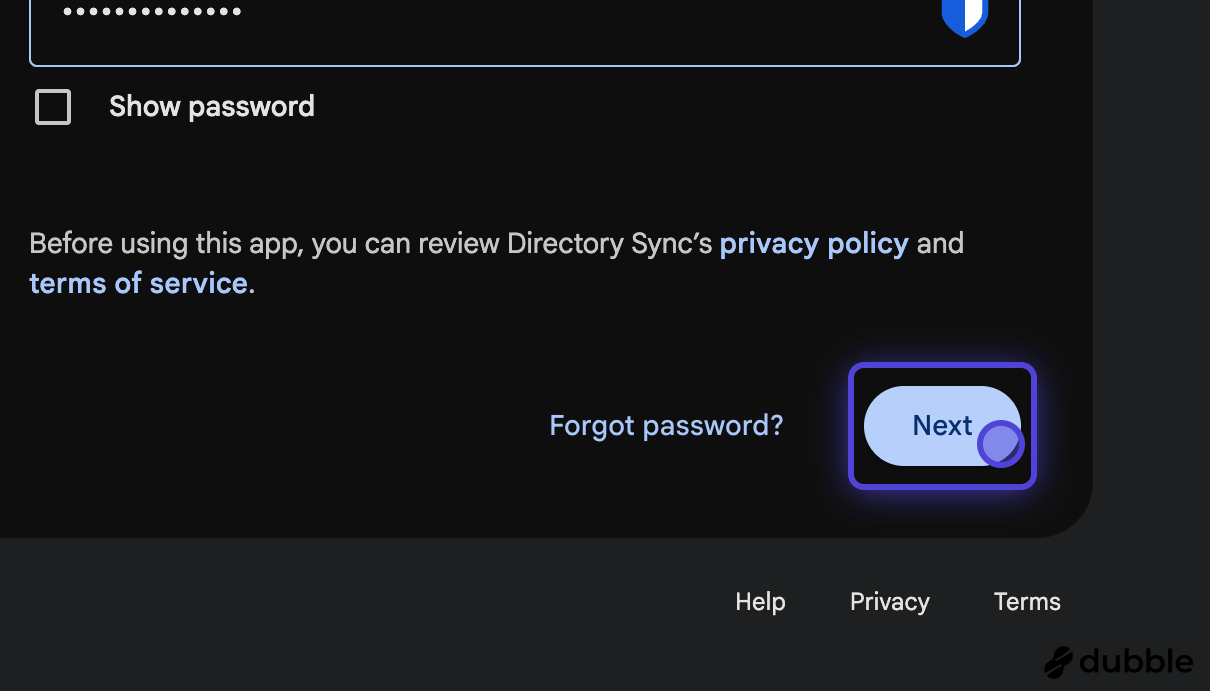 ••••••••••••••
Show password
Before using this app, you can review Directory Sync’s privacy policy and
terms of service.
Forgot password?
Next
Help
Privacy
Terms
dubble